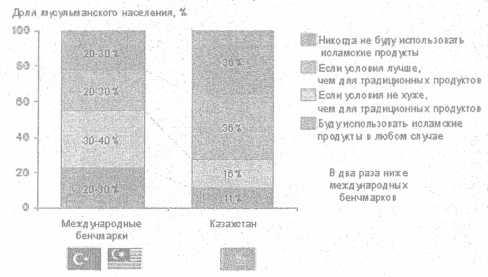 Доля мусульманского населения, %
100
80
60
40
20
0
20-30%
20-30%
30-40%
20-30%
36%
36%
16%
11%
Международные
бенчмарки
Казахстан
Никогда не буду использовать
исламские продукты
Если условия лучше,
чем для традиционных продуктов
Если условия не хуже,
чем для традиционных продуктов
Буду использовать исламские
продукты в любом случае
В два раза ниже
международных
бенчмарков